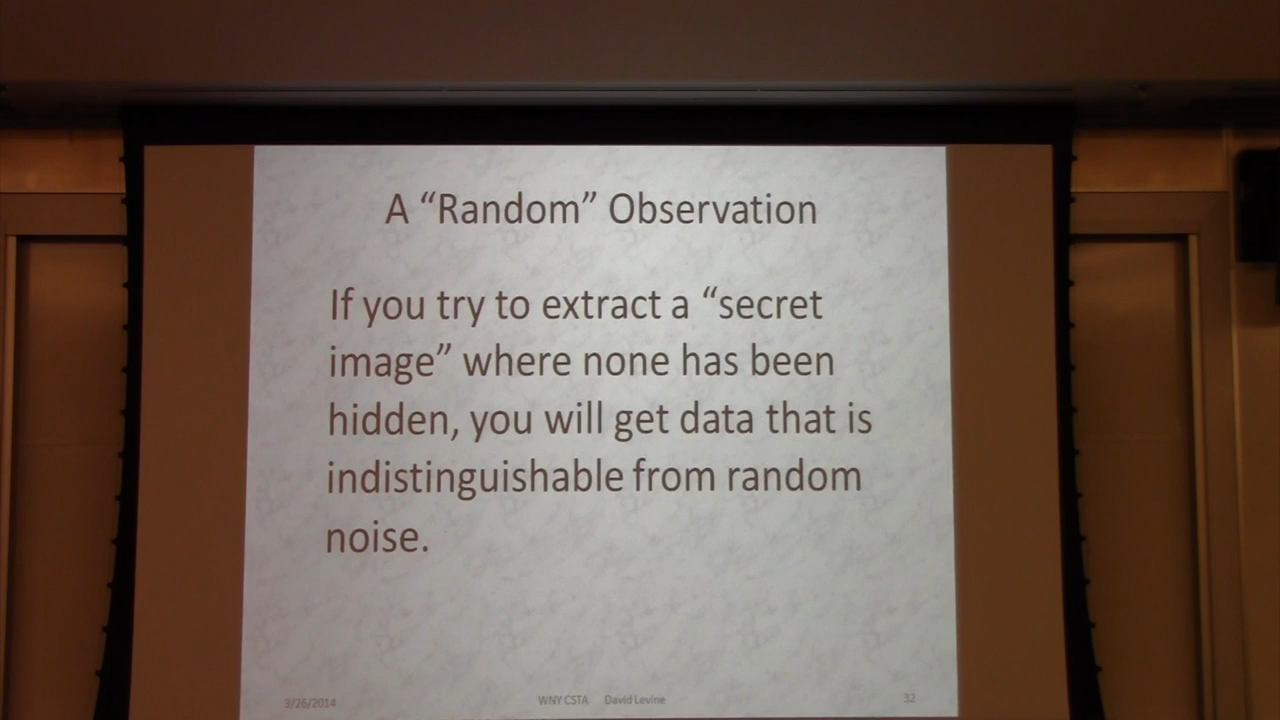 A “Random” Observation
If you try to extract a “secret
image” where none has been
hidden, you will get data that is
indistinguishable from random
noise.
3/26/2014 WNY CSTA David Levine 32